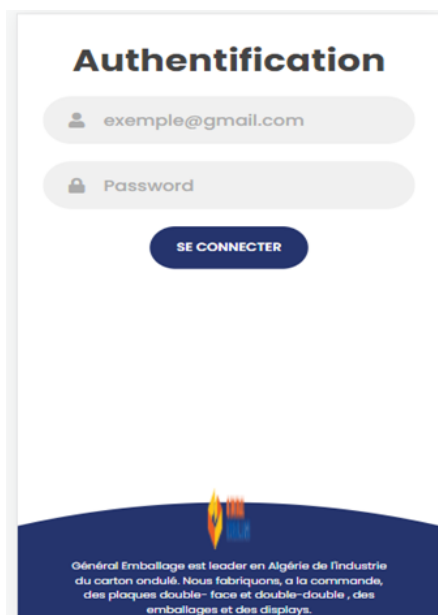 Authentification
exemple@gmail.com
Password
SE CONNECTER
Général Emballage est leader en Algérie de l'industrie
du carton ondulé. Nous fabriquons, a la commande,
des plaques double- face et double-double , des
emballages et des displays.